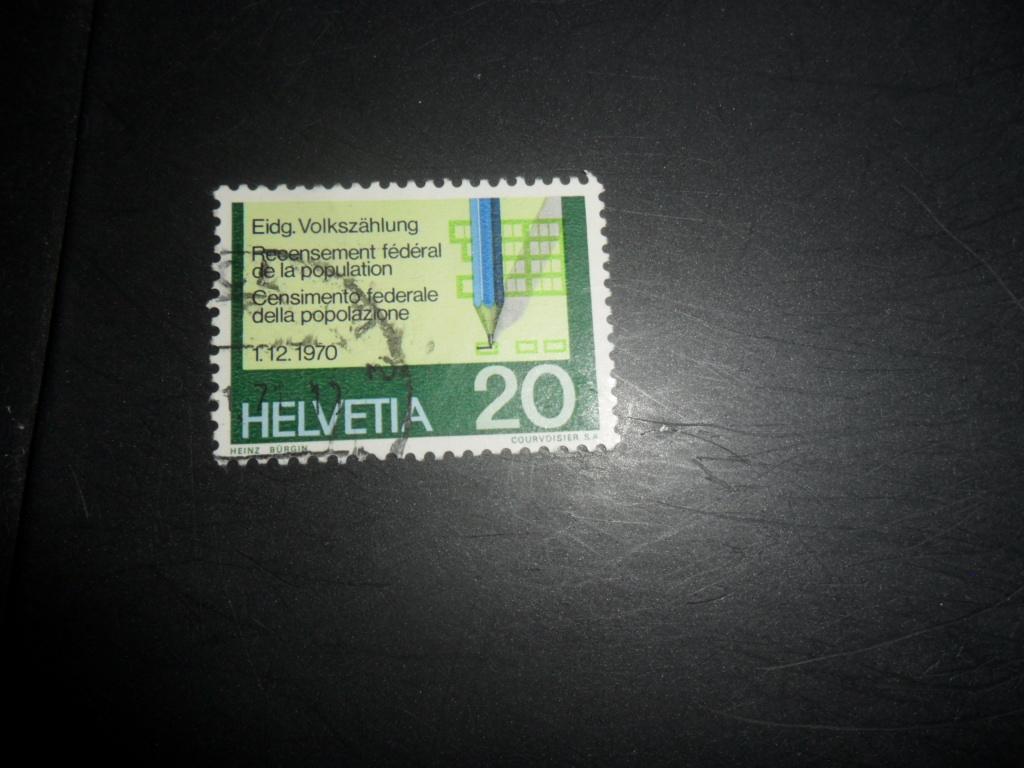 Eidg. Volkszählung
Recensement fédéral
de la population
Censimento federale
della popolazione
1.12.1970
HELVETIA 20
HEINZ BÜRGIN COURVOISIER S.A.